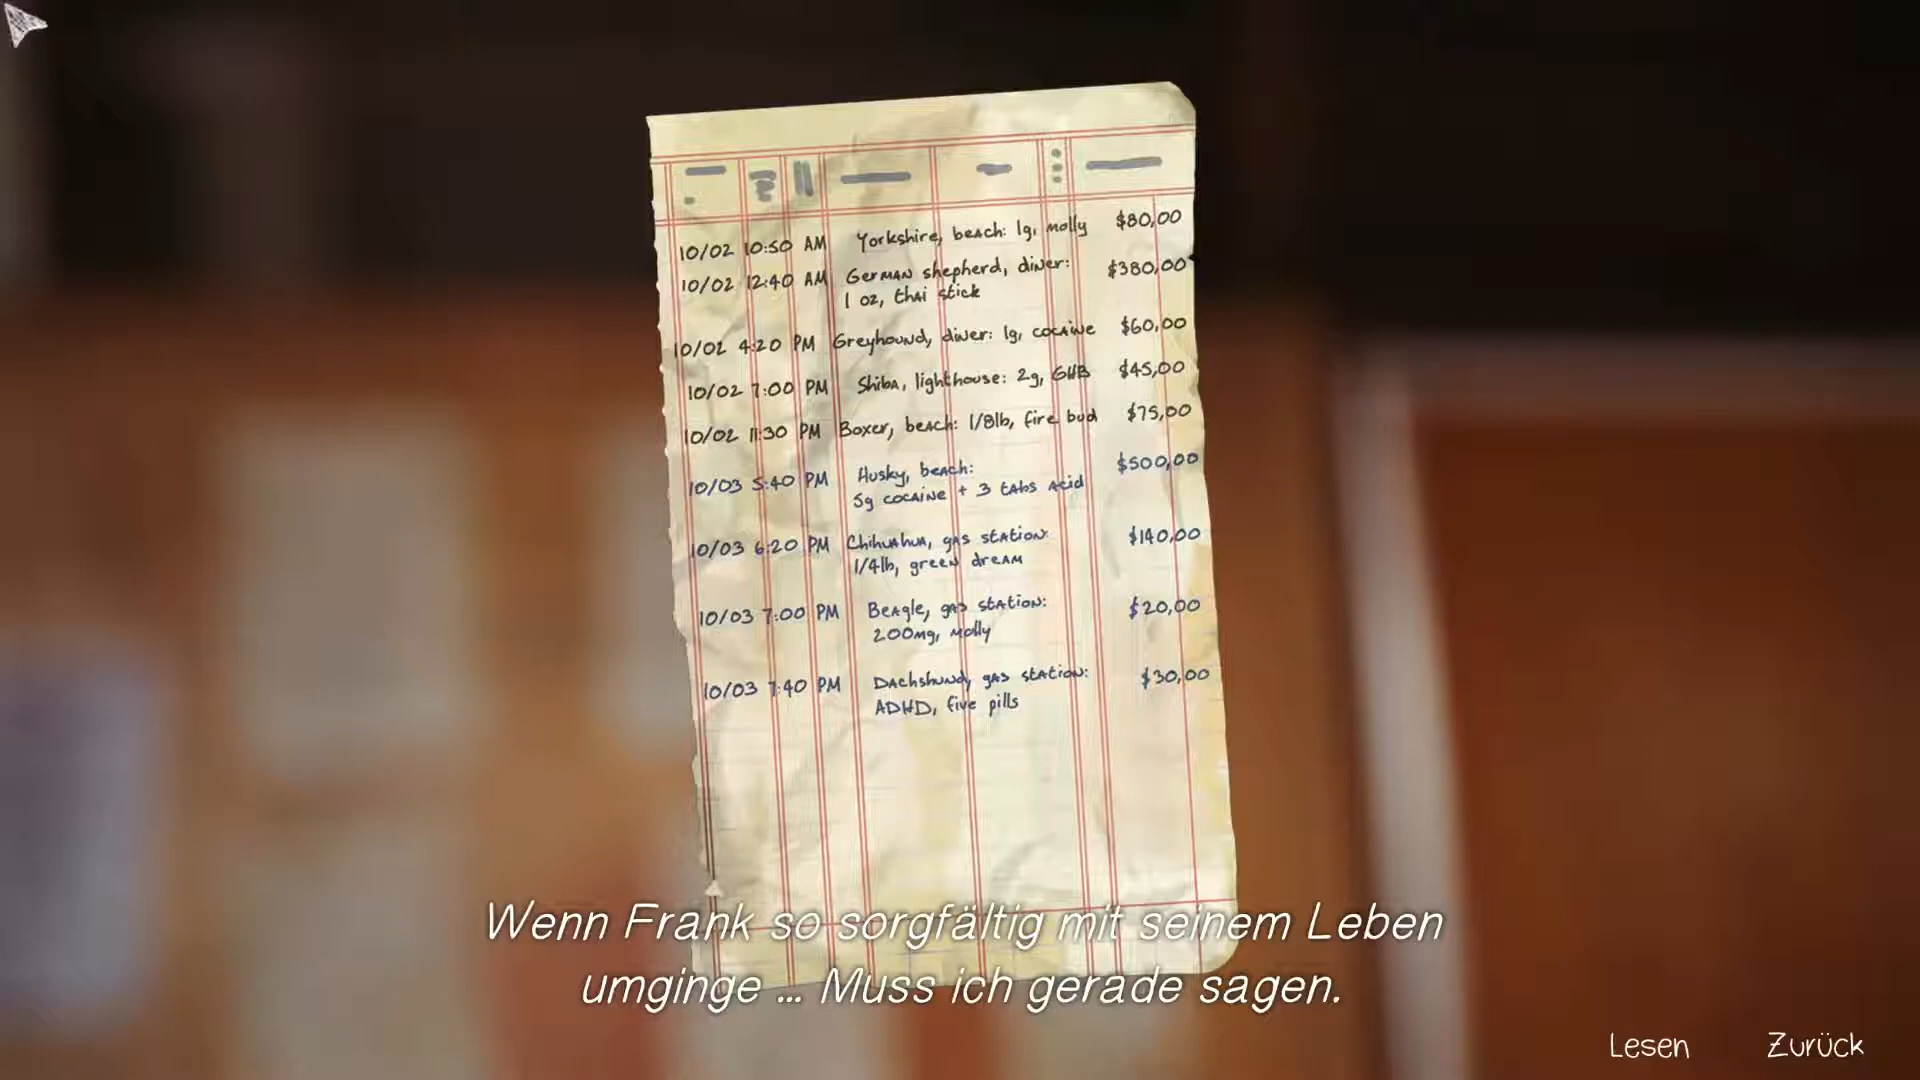 10/02 10:50 AM Yorkshire, beach: 1g, molly $80,00
10/02 12:40 AM German shepherd, diner: $380,00
1 oz, thai stick
10/02 4:20 PM Greyhound, diner: 1g, cocaine $60,00
10/02 7:00 PM Shiba, lighthouse: 2g, GHB $45,00
10/02 11:30 PM Boxer, beach: 1/8lb, fire bud $75,00
10/03 5:40 PM Husky, beach: $500,00
5g cocaine + 3 tabs acid
10/03 6:20 PM Chihuahua, gas station: $140,00
1/4lb, green dream
10/03 7:00 PM Beagle, gas station: $20,00
200mg, molly
10/03 7:40 PM Dachshund, gas station: $30,00
ADHD, five pills
Wenn Frank so sorgfältig mit seinem Leben
umginge ... Muss ich gerade sagen.
Lesen Zurück